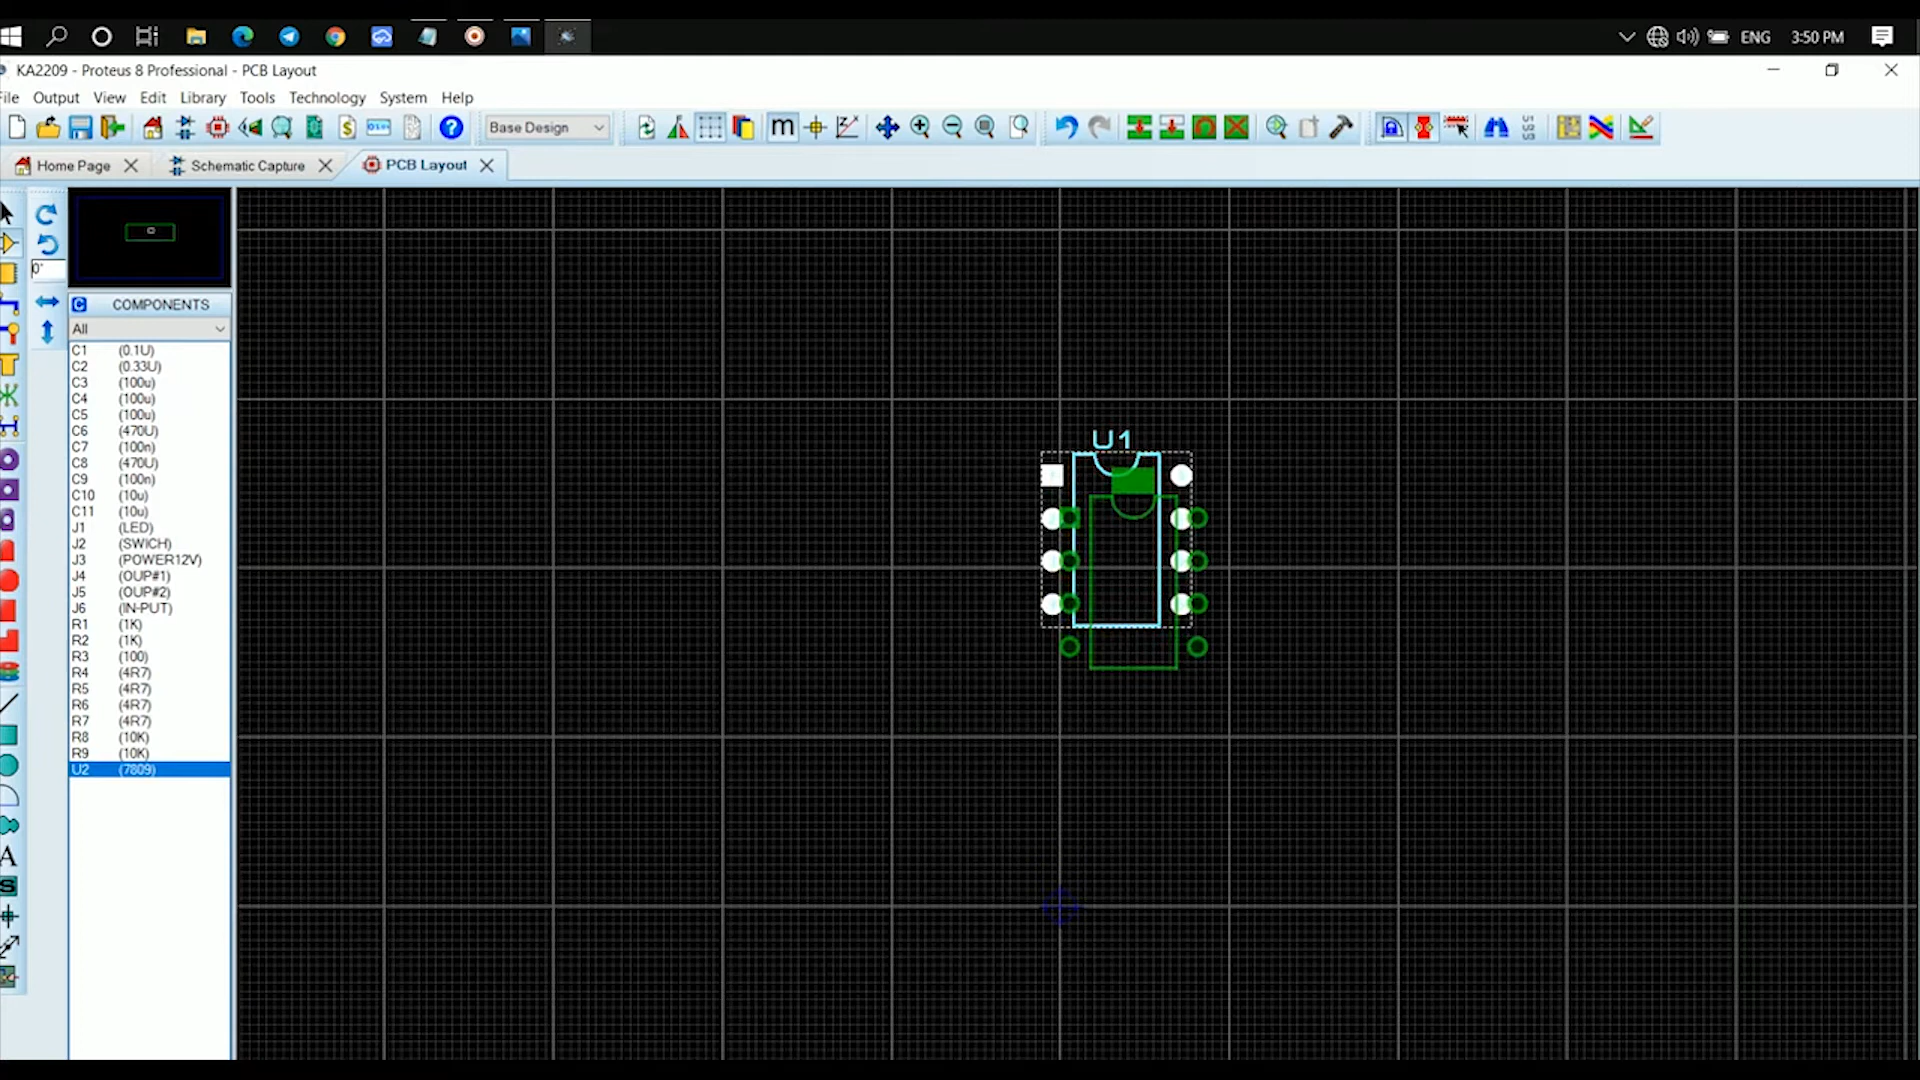 ENG 3:50 PM
KA2209 - Proteus 8 Professional - PCB Layout
File Output View Edit Library Tools Technology System Help
Base Design
Home Page Schematic Capture PCB Layout
0°
COMPONENTS
All
C1 (0.1U)
C2 (0.33U)
C3 (100u)
C4 (100u)
C5 (100u)
C6 (470U)
C7 (100n)
C8 (470U)
C9 (100n)
C10 (10u)
C11 (10u)
J1 (LED)
J2 (SWICH)
J3 (POWER12V)
J4 (OUP#1)
J5 (OUP#2)
J6 (IN-PUT)
R1 (1K)
R2 (1K)
R3 (100)
R4 (4R7)
R5 (4R7)
R6 (4R7)
R7 (4R7)
R8 (10K)
R9 (10K)
U2 (7809)
U1